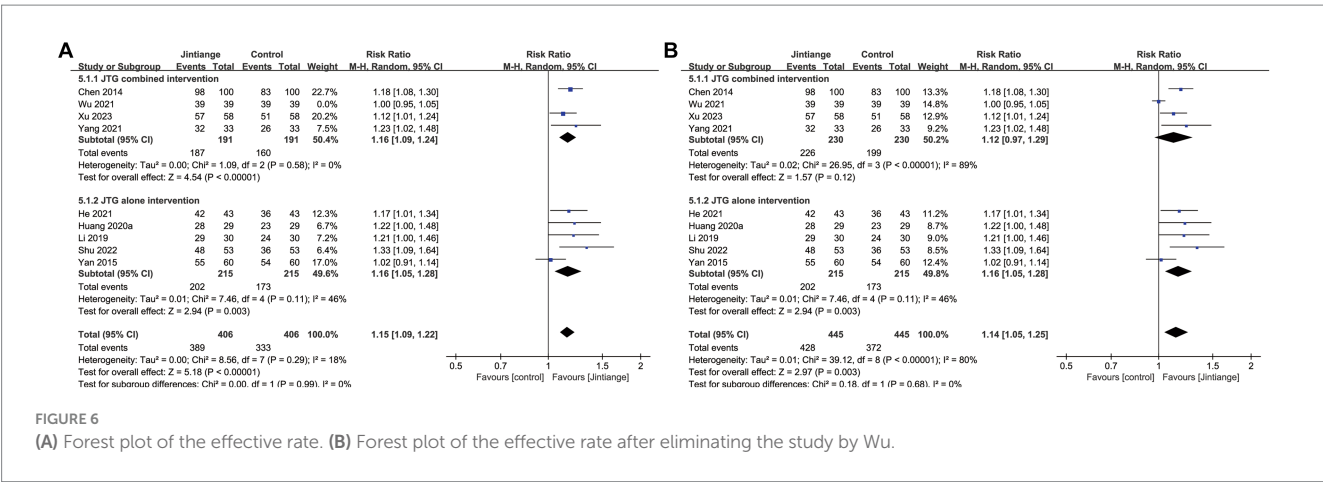 A
Jintiange Control Risk Ratio Risk Ratio
Study or Subgroup Events Total Events Total Weight M-H. Random. 95% CI M-H. Random. 95% CI
5.1.1 JTG combined intervention
Chen 2014 98 100 83 100 22.7% 1.18 [1.08, 1.30]
Wu 2021 39 39 39 39 0.0% 1.00 [0.95, 1.05]
Xu 2023 57 58 51 58 20.2% 1.12 [1.01, 1.24]
Yang 2021 32 33 26 33 7.5% 1.23 [1.02, 1.48]
Subtotal (95% CI) 191 191 50.4% 1.16 [1.09, 1.24]
Total events 187 160
Heterogeneity: Tau² = 0.00; Chi² = 1.09, df = 2 (P = 0.58); I² = 0%
Test for overall effect: Z = 4.54 (P < 0.00001)
5.1.2 JTG alone intervention
He 2021 42 43 36 43 12.3% 1.17 [1.01, 1.34]
Huang 2020a 28 29 23 29 6.7% 1.22 [1.00, 1.48]
Li 2019 29 30 24 30 7.2% 1.21 [1.00, 1.46]
Shu 2022 48 53 36 53 6.4% 1.33 [1.09, 1.64]
Yan 2015 55 60 54 60 17.0% 1.02 [0.91, 1.14]
Subtotal (95% CI) 215 215 49.6% 1.16 [1.05, 1.28]
Total events 202 173
Heterogeneity: Tau² = 0.01; Chi² = 7.46, df = 4 (P = 0.11); I² = 46%
Test for overall effect: Z = 2.94 (P = 0.003)
Total (95% CI) 406 406 100.0% 1.15 [1.09, 1.22]
Total events 389 333
Heterogeneity: Tau² = 0.00; Chi² = 8.56, df = 7 (P = 0.29); I² = 18%
Test for overall effect: Z = 5.18 (P < 0.00001)
Test for subgroup differences: Chi² = 0.00. df = 1 (P = 0.99). I² = 0%
0.5 0.7 1 1.5 2
Favours [control] Favours [Jintiange]
B
Jintiange Control Risk Ratio Risk Ratio
Study or Subgroup Events Total Events Total Weight M-H. Random. 95% CI M-H. Random. 95% CI
5.1.1 JTG combined intervention
Chen 2014 98 100 83 100 13.3% 1.18 [1.08, 1.30]
Wu 2021 39 39 39 39 14.8% 1.00 [0.95, 1.05]
Xu 2023 57 58 51 58 12.9% 1.12 [1.01, 1.24]
Yang 2021 32 33 26 33 9.2% 1.23 [1.02, 1.48]
Subtotal (95% CI) 230 230 50.2% 1.12 [0.97, 1.29]
Total events 226 199
Heterogeneity: Tau² = 0.02; Chi² = 26.95, df = 3 (P < 0.00001); I² = 89%
Test for overall effect: Z = 1.57 (P = 0.12)
5.1.2 JTG alone intervention
He 2021 42 43 36 43 11.2% 1.17 [1.01, 1.34]
Huang 2020a 28 29 23 29 8.7% 1.22 [1.00, 1.48]
Li 2019 29 30 24 30 9.0% 1.21 [1.00, 1.46]
Shu 2022 48 53 36 53 8.5% 1.33 [1.09, 1.64]
Yan 2015 55 60 54 60 12.4% 1.02 [0.91, 1.14]
Subtotal (95% CI) 215 215 49.8% 1.16 [1.05, 1.28]
Total events 202 173
Heterogeneity: Tau² = 0.01; Chi² = 7.46, df = 4 (P = 0.11); I² = 46%
Test for overall effect: Z = 2.94 (P = 0.003)
Total (95% CI) 445 445 100.0% 1.14 [1.05, 1.25]
Total events 428 372
Heterogeneity: Tau² = 0.01; Chi² = 39.12, df = 8 (P < 0.00001); I² = 80%
Test for overall effect: Z = 2.97 (P = 0.003)
Test for subgroup differences: Chi² = 0.18. df = 1 (P = 0.68). I² = 0%
0.5 0.7 1 1.5 2
Favours [control] Favours [Jintiange]
FIGURE 6
(A) Forest plot of the effective rate. (B) Forest plot of the effective rate after eliminating the study by Wu.